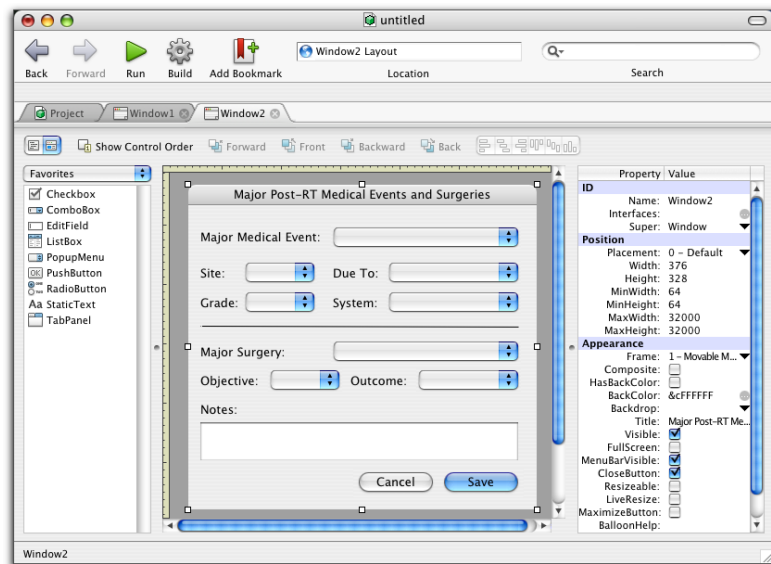 untitled
Back Forward Run Build Add Bookmark Window2 Layout Location Search
Project Window1 Window2
Show Control Order Forward Front Backward Back
Favorites
Checkbox
ComboBox
EditField
ListBox
PopupMenu
OK PushButton
RadioButton
Aa StaticText
TabPanel
Major Post-RT Medical Events and Surgeries
Major Medical Event:
Site: Due To:
Grade: System:
Major Surgery:
Objective: Outcome:
Notes:
Cancel Save
Property Value
ID
Name: Window2
Interfaces:
Super: Window
Position
Placement: 0 - Default
Width: 376
Height: 328
MinWidth: 64
MinHeight: 64
MaxWidth: 32000
MaxHeight: 32000
Appearance
Frame: 1 - Movable M...
Composite:
HasBackColor:
BackColor: &cFFFFFF
Backdrop:
Title: Major Post-RT Me...
Visible:
FullScreen:
MenuBarVisible:
CloseButton:
Resizeable:
LiveResize:
MaximizeButton:
BalloonHelp:
Window2